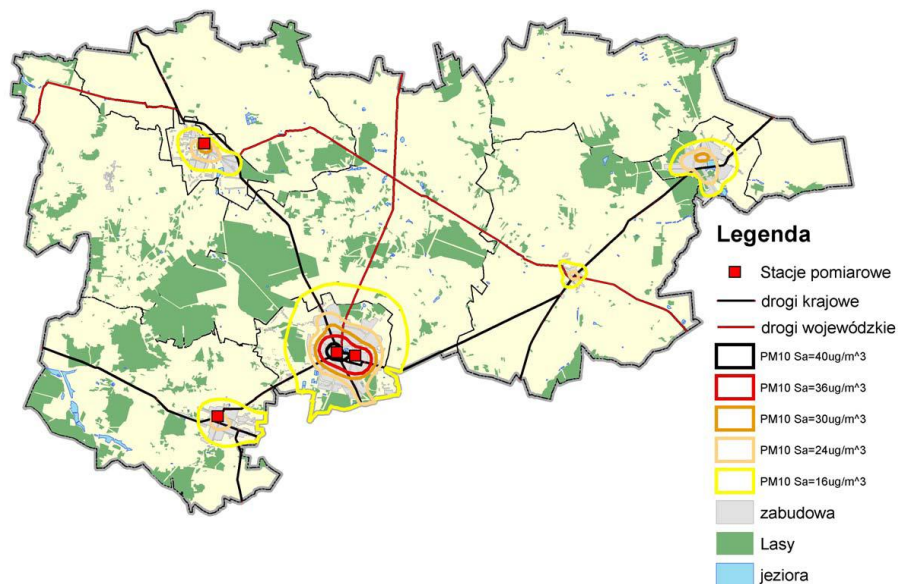 Legenda
Stacje pomiarowe
drogi krajowe
drogi wojewódzkie
PM10 Sa=40ug/m^3
PM10 Sa=36ug/m^3
PM10 Sa=30ug/m^3
PM10 Sa=24ug/m^3
PM10 Sa=16ug/m^3
zabudowa
Lasy
jeziora